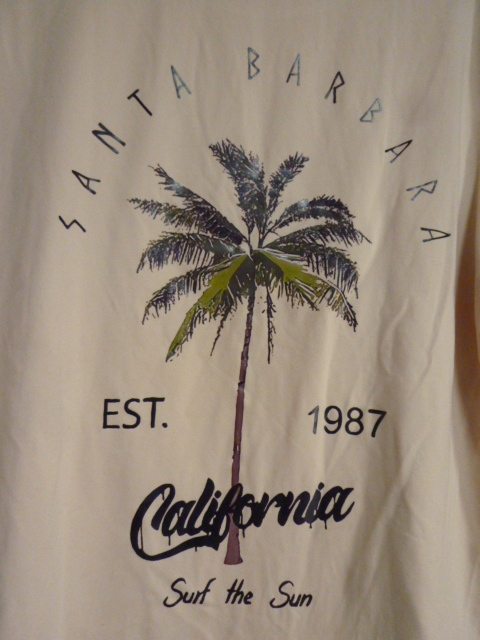 SANTA BARBARA
EST. 1987
California
Surf the Sun